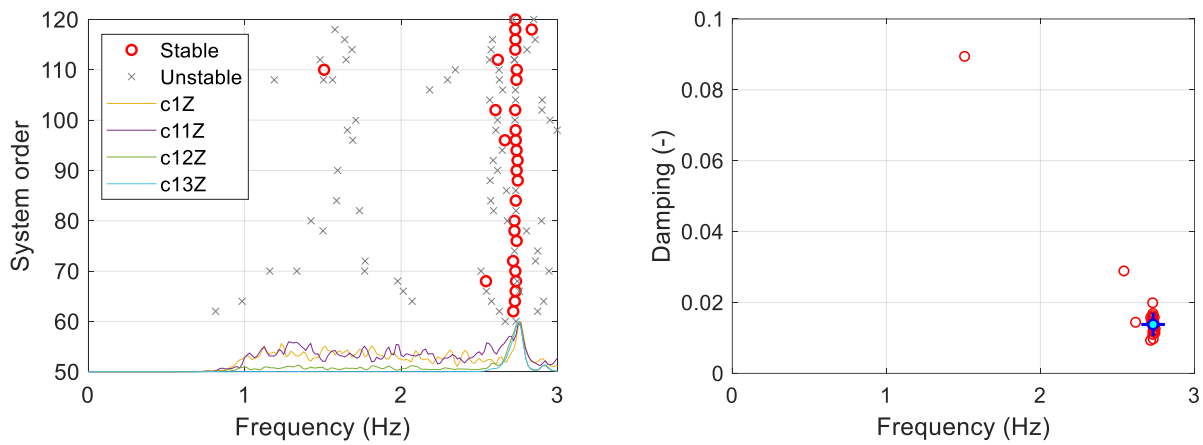 120
110
100
90
80
70
60
50
System order
Stable
Unstable
c1Z
c11Z
c12Z
c13Z
0 1 2 3
Frequency (Hz)
0.1
0.08
0.06
0.04
0.02
0
Damping (-)
0 1 2 3
Frequency (Hz)